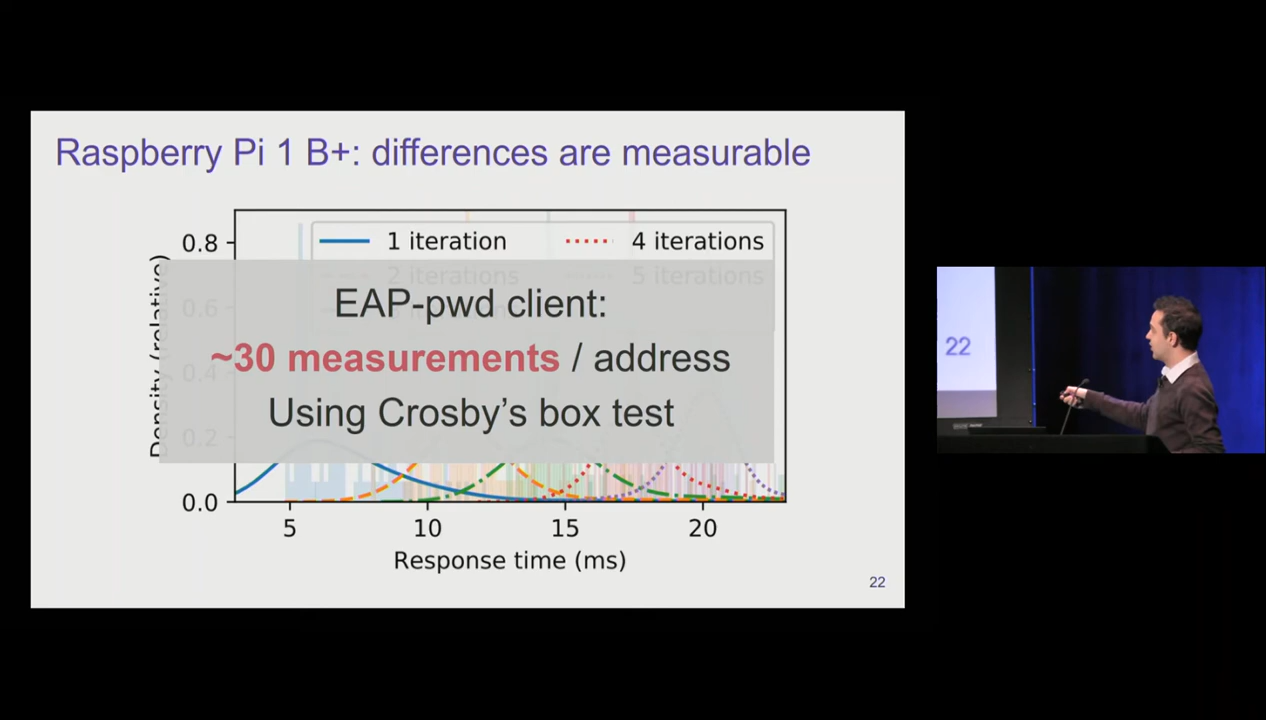 Raspberry Pi 1 B+: differences are measurable
1 iteration
4 iterations
2 iterations
5 iterations
0.8
0.6
0.4
0.2
0.0
Density (relative)
EAP-pwd client:
~30 measurements / address
Using Crosby's box test
5
10
15
20
Response time (ms)
22
22